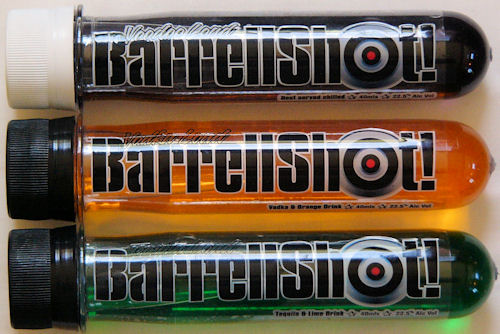 BarrellShot!
Best served chilled 40mls 22.5% Alc Vol
BarrellShot!
Vodka & Orange Drink 40mls 22.5% Alc Vol
BarrellShot!
Tequila & Lime Drink 40mls 22.5% Alc Vol